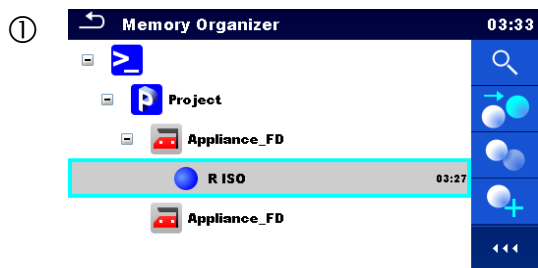 ①
Memory Organizer 03:33
>_
P Project
Appliance_FD
R ISO 03:27
Appliance_FD